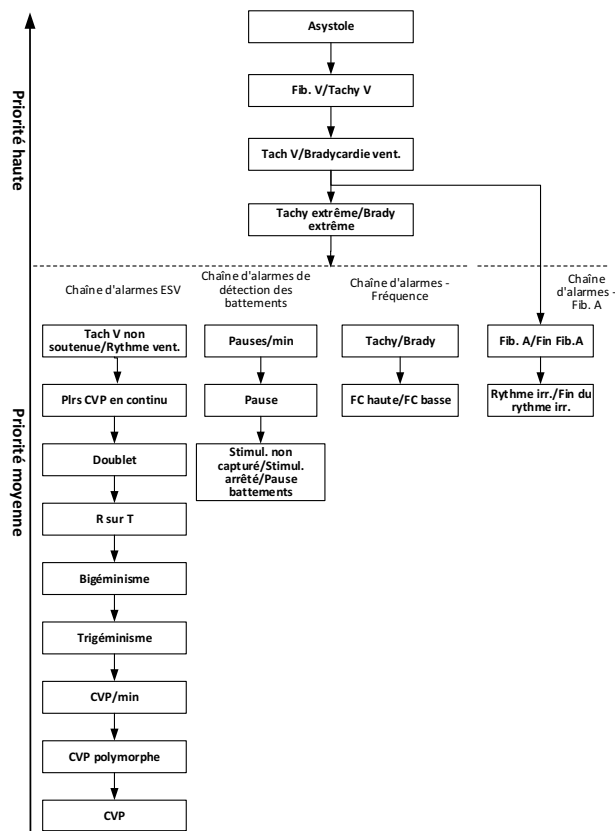 Asystole
Fib. V/Tachy V
Tach V/Bradycardie vent.
Tachy extrême/Brady
extrême
Priorité haute
Chaîne d'alarmes ESV
Chaîne d'alarmes de
détection des
battements
Chaîne d'alarmes -
Fréquence
Chaîne
d'alarmes -
Fib. A
Priorité moyenne
Tach V non
soutenue/Rythme vent.
Pauses/min
Tachy/Brady
Fib. A/Fin Fib.A
Plrs CVP en continu
Pause
FC haute/FC basse
Rythme irr./Fin du
rythme irr.
Doublet
Stimul. non
capturé/Stimul.
arrêté/Pause
battements
R sur T
Bigéminisme
Trigéminisme
CVP/min
CVP polymorphe
CVP